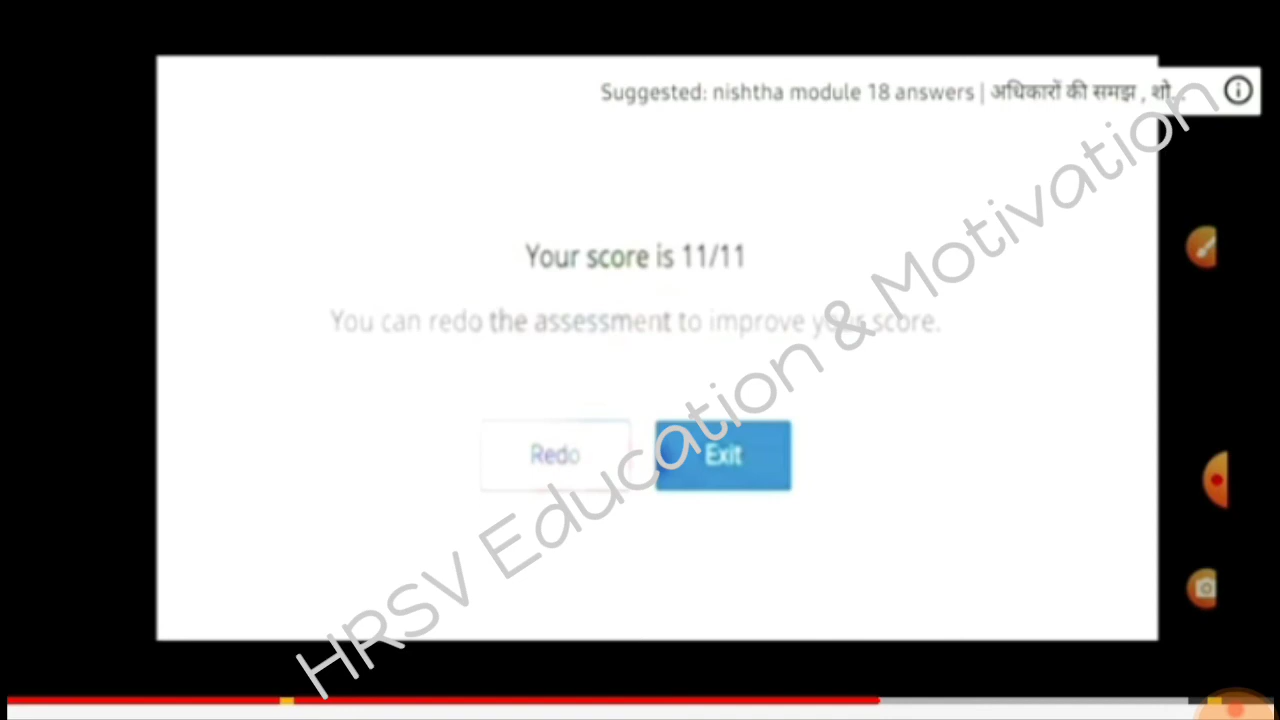 Suggested: nishtha module 18 answers | अधिकारों की समझ , शो...
Your score is 11/11
You can redo the assessment to improve your score.
Redo
Exit
HRSV Education & Motivation